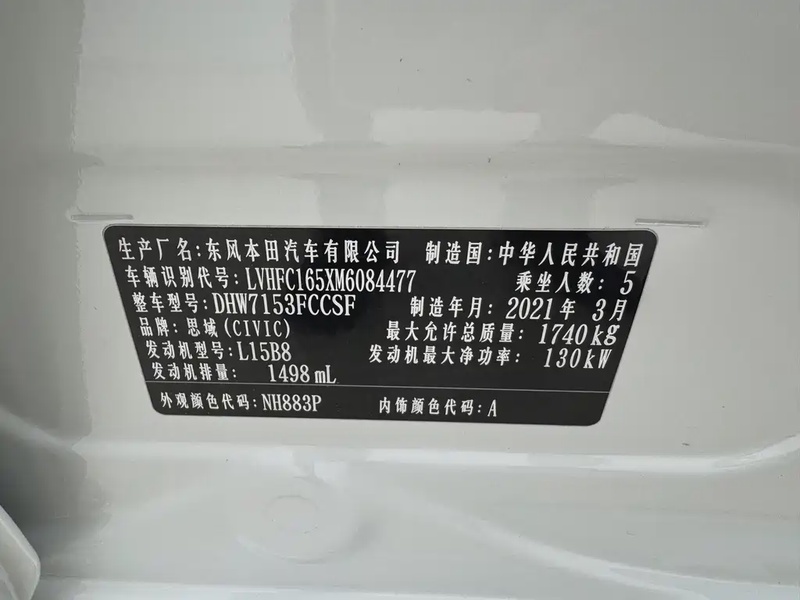 生产厂名:东风本田汽车有限公司 制造国:中华人民共和国
车辆识别代号:LVHFC165XM6084477 乘坐人数:5
整车型号:DHW7153FCCSF 制造年月:2021年 3月
品牌:思域(CIVIC) 最大允许总质量:1740kg
发动机型号:L15B8 发动机最大净功率:130kW
发动机排量: 1498mL
外观颜色代码:NH883P 内饰颜色代码:A